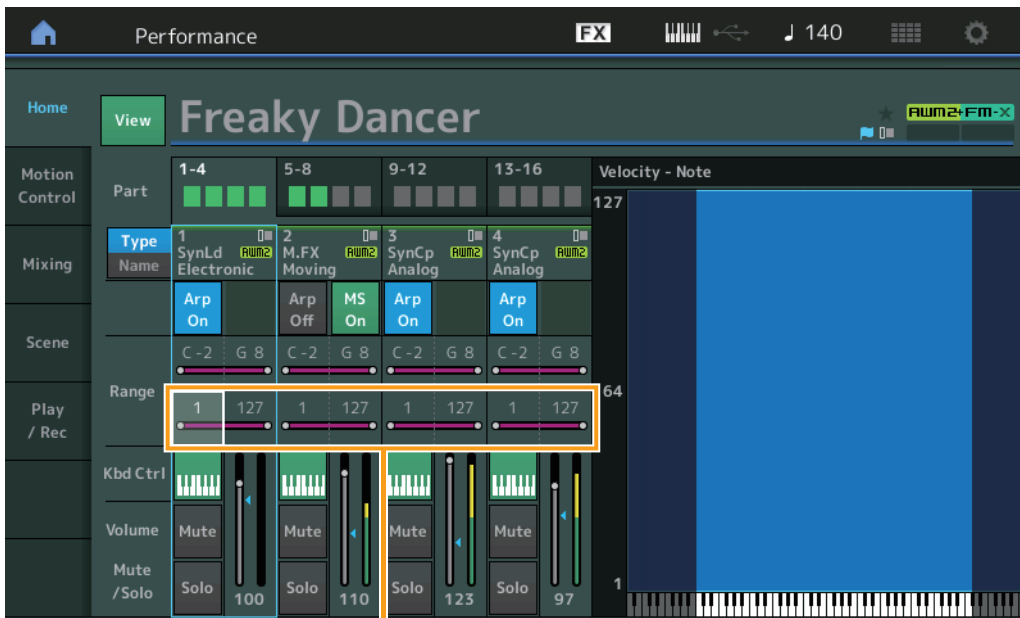 Performance FX 140
Home View Freaky Dancer AWM2+FM-X
Motion Control
Part 1-4 5-8 9-12 13-16
Velocity - Note
127
64
1
Mixing
Type
Name
1 SynLd AWM2 Electronic
2 M.FX AWM2 Moving
3 SynCp AWM2 Analog
4 SynCp AWM2 Analog
Arp On
Arp Off
MS On
Arp On
Arp On
Scene
Range
C -2 G 8 C -2 G 8 C -2 G 8 C -2 G 8
1 127 1 127 1 127 1 127
Play / Rec
Kbd Ctrl
Volume Mute Mute Mute Mute
Mute /Solo Solo 100 Solo 110 Solo 123 Solo 97